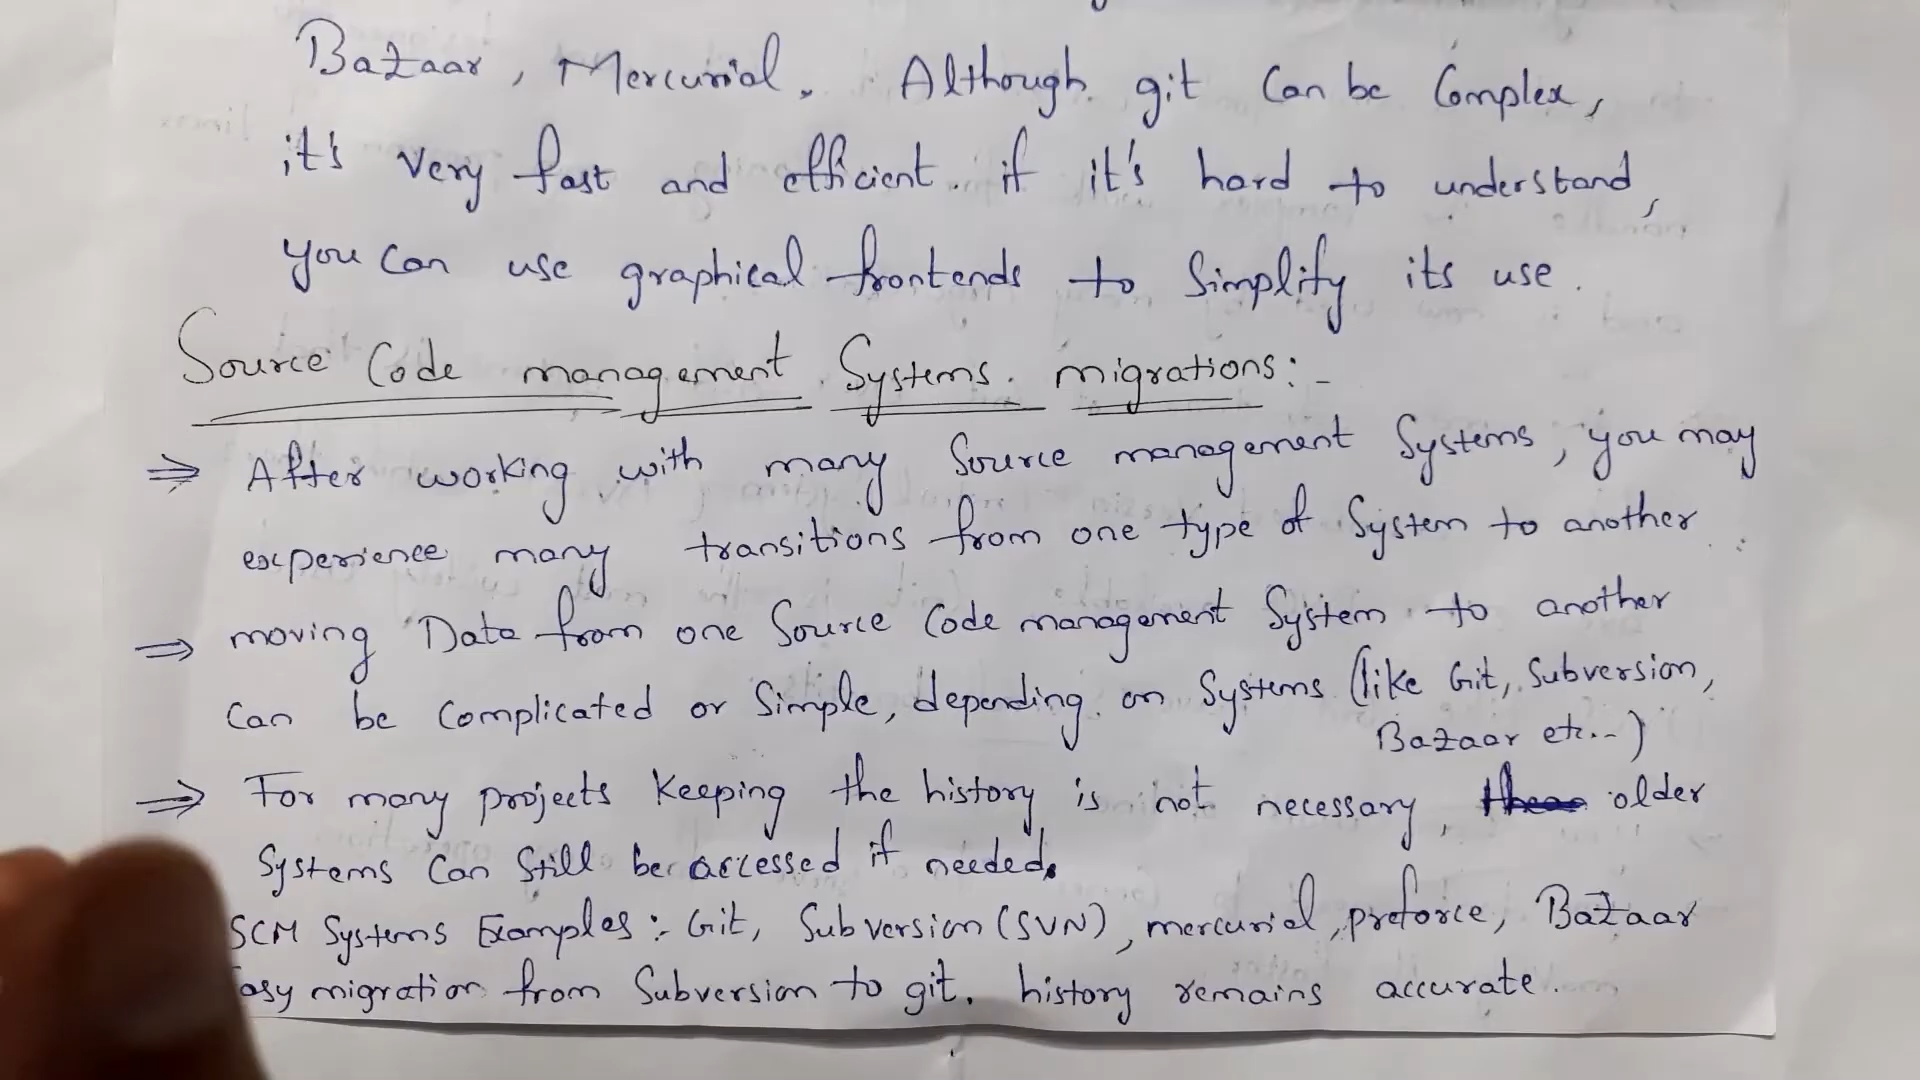 Bazaar, Mercurial. Although git Can be Complex,
it's very fast and efficient. if it's hard to understand,
you Can use graphical frontends to Simplify its use.
Source Code management Systems. migrations:-
⇒ After working with many Source management Systems, you may
experience many transitions from one type of System to another
⇒ moving Data from one Source Code management System to another
Can be Complicated or Simple, depending on Systems (like Git, Subversion,
Bazaar etc..)
⇒ For many projects Keeping the history is not necessary, older
Systems Can Still be accessed if needed.
SCM Systems Examples:- Git, Subversion (SVN), mercurial, preforce, Bazaar
asy migration from Subversion to git. history remains accurate.